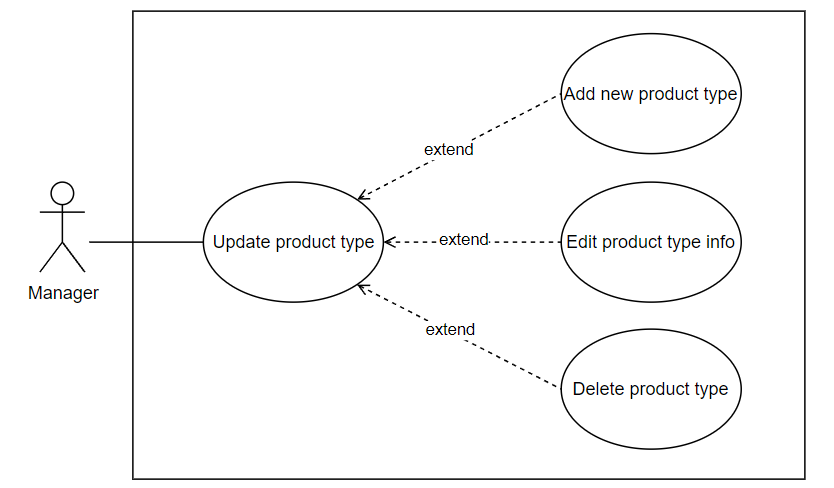 Add new product type
extend
Update product type
extend
Edit product type info
Manager
extend
Delete product type